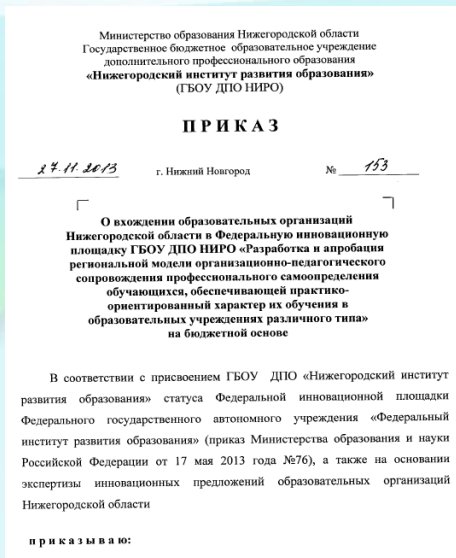 Министерство образования Нижегородской области
Государственное бюджетное образовательное учреждение
дополнительного профессионального образования
«Нижегородский институт развития образования»
(ГБОУ ДПО НИРО)
ПРИКАЗ
27.11.2013 г. Нижний Новгород № 153
О вхождении образовательных организаций
Нижегородской области в Федеральную инновационную
площадку ГБОУ ДПО НИРО «Разработка и апробация
региональной модели организационно-педагогического
сопровождения профессионального самоопределения
обучающихся, обеспечивающей практико-
ориентированный характер их обучения в
образовательных учреждениях различного типа»
на бюджетной основе
В соответствии с присвоением ГБОУ ДПО «Нижегородский институт
развития образования» статуса Федеральной инновационной площадки
Федерального государственного автономного учреждения «Федеральный
институт развития образования» (приказ Министерства образования и науки
Российской Федерации от 17 мая 2013 года №76), а также на основании
экспертизы инновационных предложений образовательных организаций
Нижегородской области
приказываю: